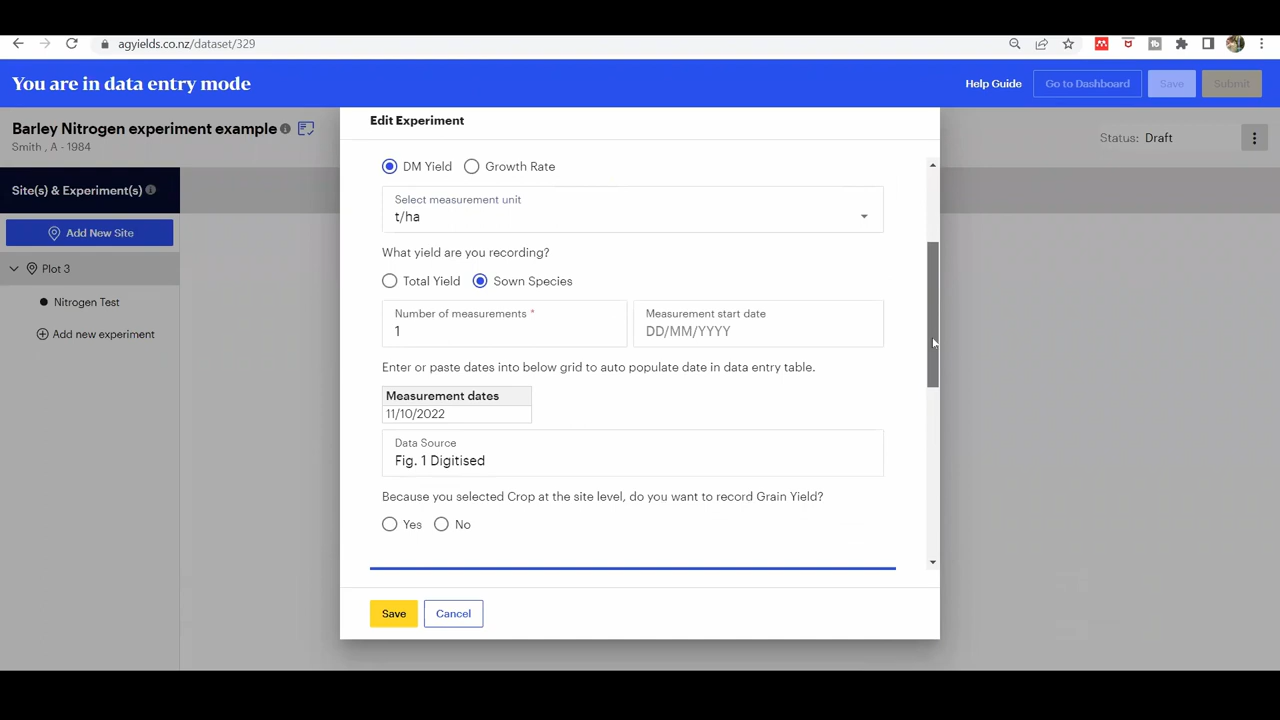 agyields.co.nz/dataset/329
You are in data entry mode
Help Guide
Go to Dashboard
Save
Submit
Barley Nitrogen experiment example
Smith , A - 1984
Status: Draft
Site(s) & Experiment(s)
Add New Site
Plot 3
Nitrogen Test
Add new experiment
Edit Experiment
DM Yield
Growth Rate
Select measurement unit
t/ha
What yield are you recording?
Total Yield
Sown Species
Number of measurements *
1
Measurement start date
DD/MM/YYYY
Enter or paste dates into below grid to auto populate date in data entry table.
Measurement dates
11/10/2022
Data Source
Fig. 1 Digitised
Because you selected Crop at the site level, do you want to record Grain Yield?
Yes
No
Save
Cancel